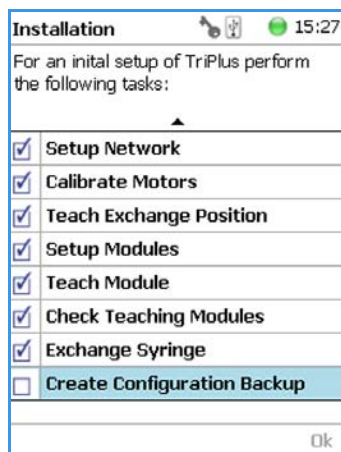 Installation 15:27
For an inital setup of TriPlus perform
the following tasks:
Setup Network
Calibrate Motors
Teach Exchange Position
Setup Modules
Teach Module
Check Teaching Modules
Exchange Syringe
Create Configuration Backup
Ok